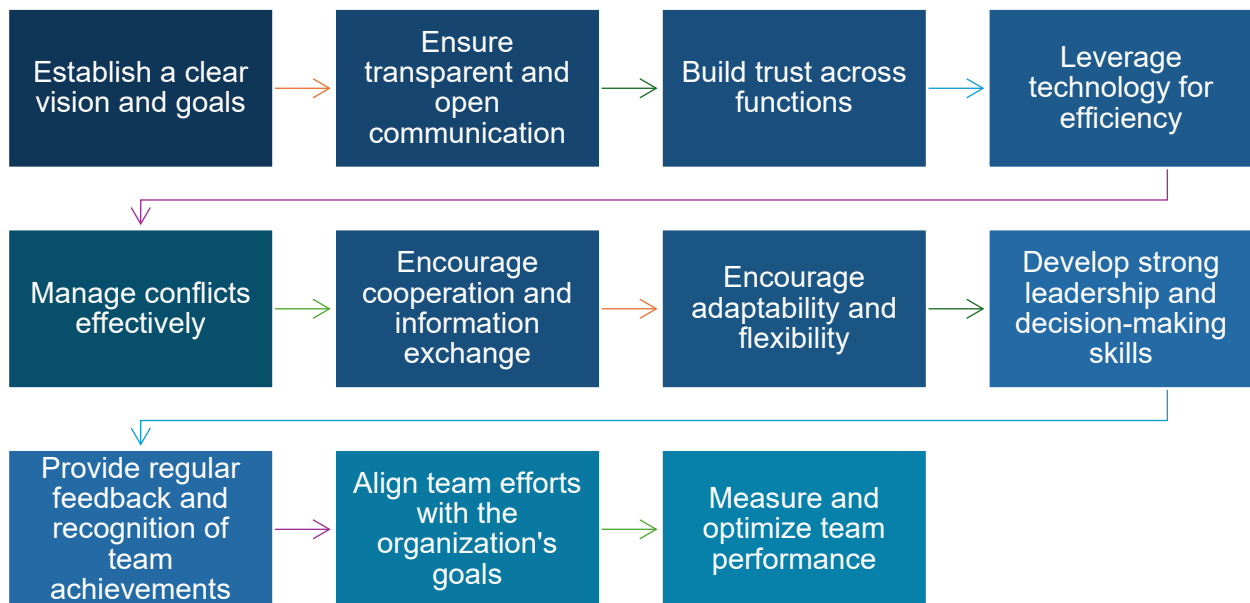 Establish a clear
vision and goals
Ensure
transparent and
open
communication
Build trust across
functions
Leverage
technology for
efficiency
Manage conflicts
effectively
Encourage
cooperation and
information
exchange
Encourage
adaptability and
flexibility
Develop strong
leadership and
decision-making
skills
Provide regular
feedback and
recognition of
team
achievements
Align team efforts
with the
organization's
goals
Measure and
optimize team
performance